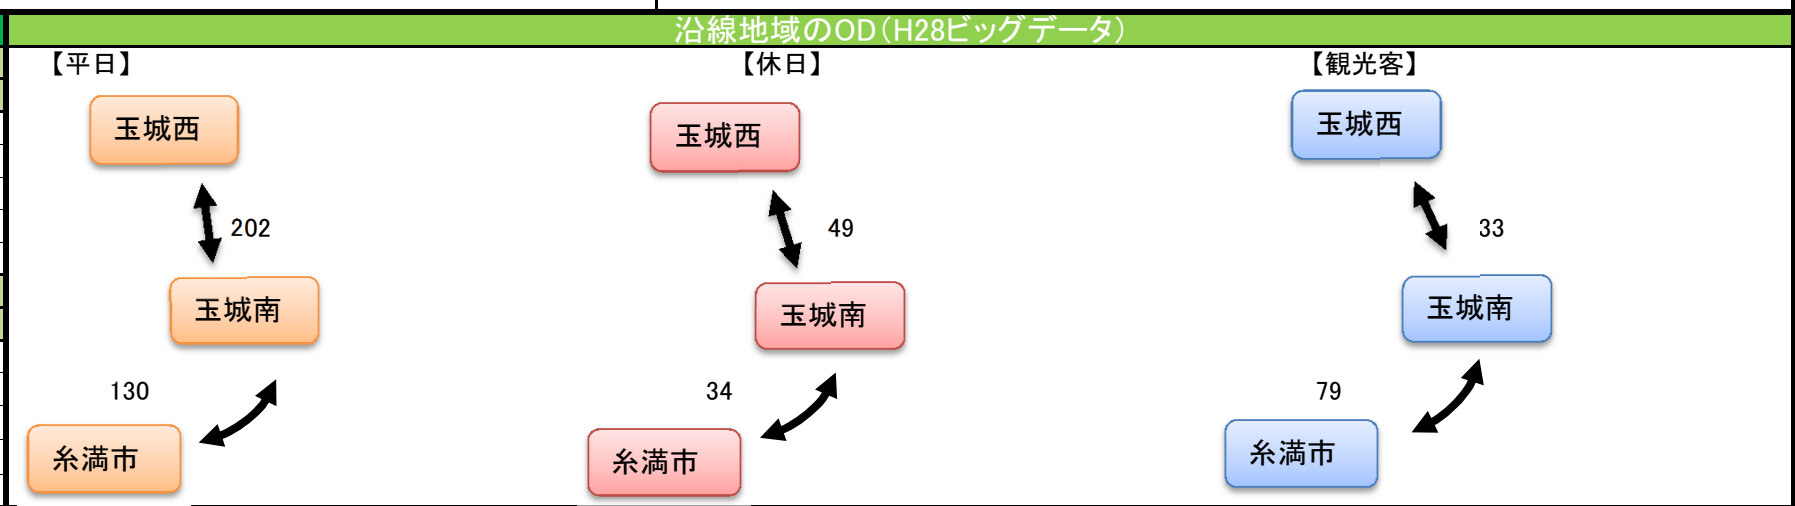 沿線地域のOD(H28ビッグデータ)
【平日】
玉城西
202
玉城南
130
糸満市
【休日】
玉城西
49
玉城南
34
糸満市
【観光客】
玉城西
33
玉城南
79
糸満市